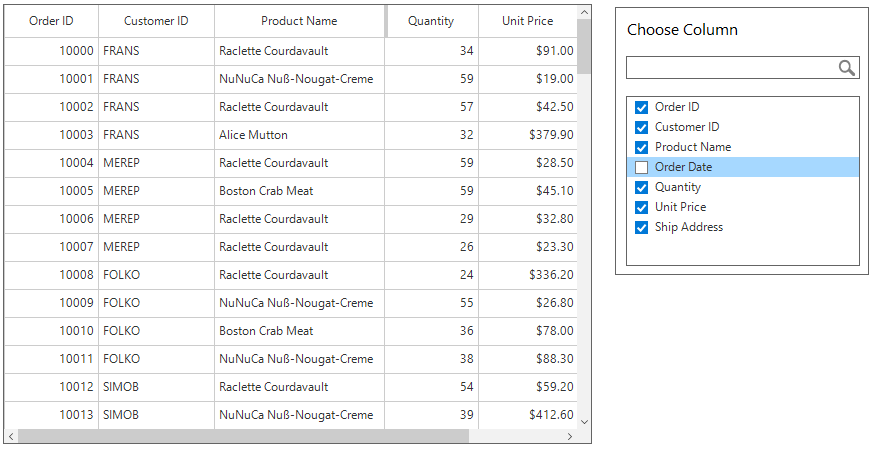 Order ID Customer ID Product Name Quantity Unit Price
10000 FRANS Raclette Courdavault 34 $91.00
10001 FRANS NuNuCa Nuß-Nougat-Creme 59 $19.00
10002 FRANS Raclette Courdavault 57 $42.50
10003 FRANS Alice Mutton 32 $379.90
10004 MEREP Raclette Courdavault 59 $28.50
10005 MEREP Boston Crab Meat 59 $45.10
10006 MEREP Raclette Courdavault 29 $32.80
10007 MEREP Raclette Courdavault 26 $23.30
10008 FOLKO Raclette Courdavault 24 $336.20
10009 FOLKO NuNuCa Nuß-Nougat-Creme 55 $26.80
10010 FOLKO Boston Crab Meat 36 $78.00
10011 FOLKO NuNuCa Nuß-Nougat-Creme 38 $88.30
10012 SIMOB Raclette Courdavault 54 $59.20
10013 SIMOB NuNuCa Nuß-Nougat-Creme 39 $412.60
Choose Column
Order ID
Customer ID
Product Name
Order Date
Quantity
Unit Price
Ship Address